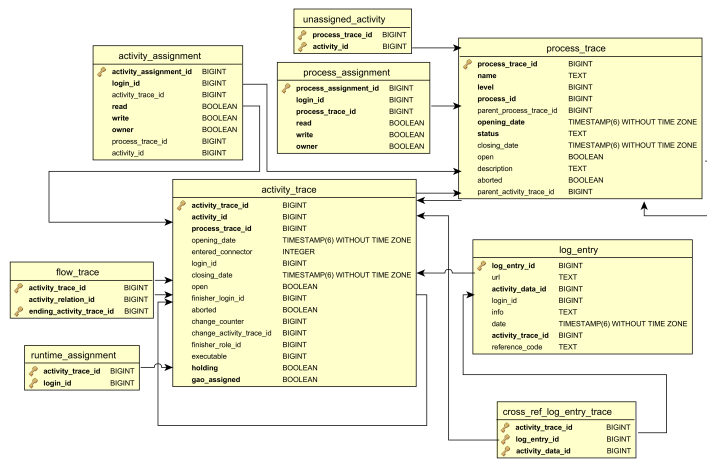 unassigned_activity
process_trace_id BIGINT
activity_id BIGINT
activity_assignment
activity_assignment_id BIGINT
login_id BIGINT
activity_trace_id BIGINT
read BOOLEAN
write BOOLEAN
owner BOOLEAN
process_trace_id BIGINT
activity_id BIGINT
process_assignment
process_assignment_id BIGINT
login_id BIGINT
process_trace_id BIGINT
read BOOLEAN
write BOOLEAN
owner BOOLEAN
process_trace
process_trace_id BIGINT
name TEXT
level BIGINT
process_id BIGINT
parent_process_trace_id BIGINT
opening_date TIMESTAMP(6) WITHOUT TIME ZONE
status TEXT
closing_date TIMESTAMP(6) WITHOUT TIME ZONE
open BOOLEAN
description TEXT
aborted BOOLEAN
parent_activity_trace_id BIGINT
activity_trace
activity_trace_id BIGINT
activity_id BIGINT
process_trace_id BIGINT
opening_date TIMESTAMP(6) WITHOUT TIME ZONE
entered_connector INTEGER
login_id BIGINT
closing_date TIMESTAMP(6) WITHOUT TIME ZONE
open BOOLEAN
finisher_login_id BIGINT
aborted BOOLEAN
change_counter BIGINT
change_activity_trace_id BIGINT
finisher_role_id BIGINT
executable BIGINT
holding BOOLEAN
gao_assigned BOOLEAN
flow_trace
activity_trace_id BIGINT
activity_relation_id BIGINT
ending_activity_trace_id BIGINT
runtime_assignment
activity_trace_id BIGINT
login_id BIGINT
log_entry
log_entry_id BIGINT
url TEXT
activity_data_id BIGINT
login_id BIGINT
info TEXT
date TIMESTAMP(6) WITHOUT TIME ZONE
activity_trace_id BIGINT
reference_code TEXT
cross_ref_log_entry_trace
activity_trace_id BIGINT
log_entry_id BIGINT
activity_data_id BIGINT